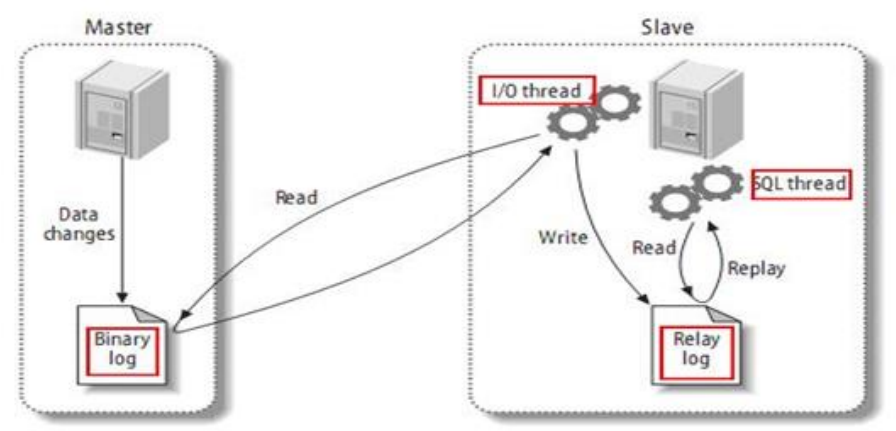 Master
Slave
I/O thread
SQL thread
Read
Data
changes
Write
Read
Replay
Binary
log
Relay
log